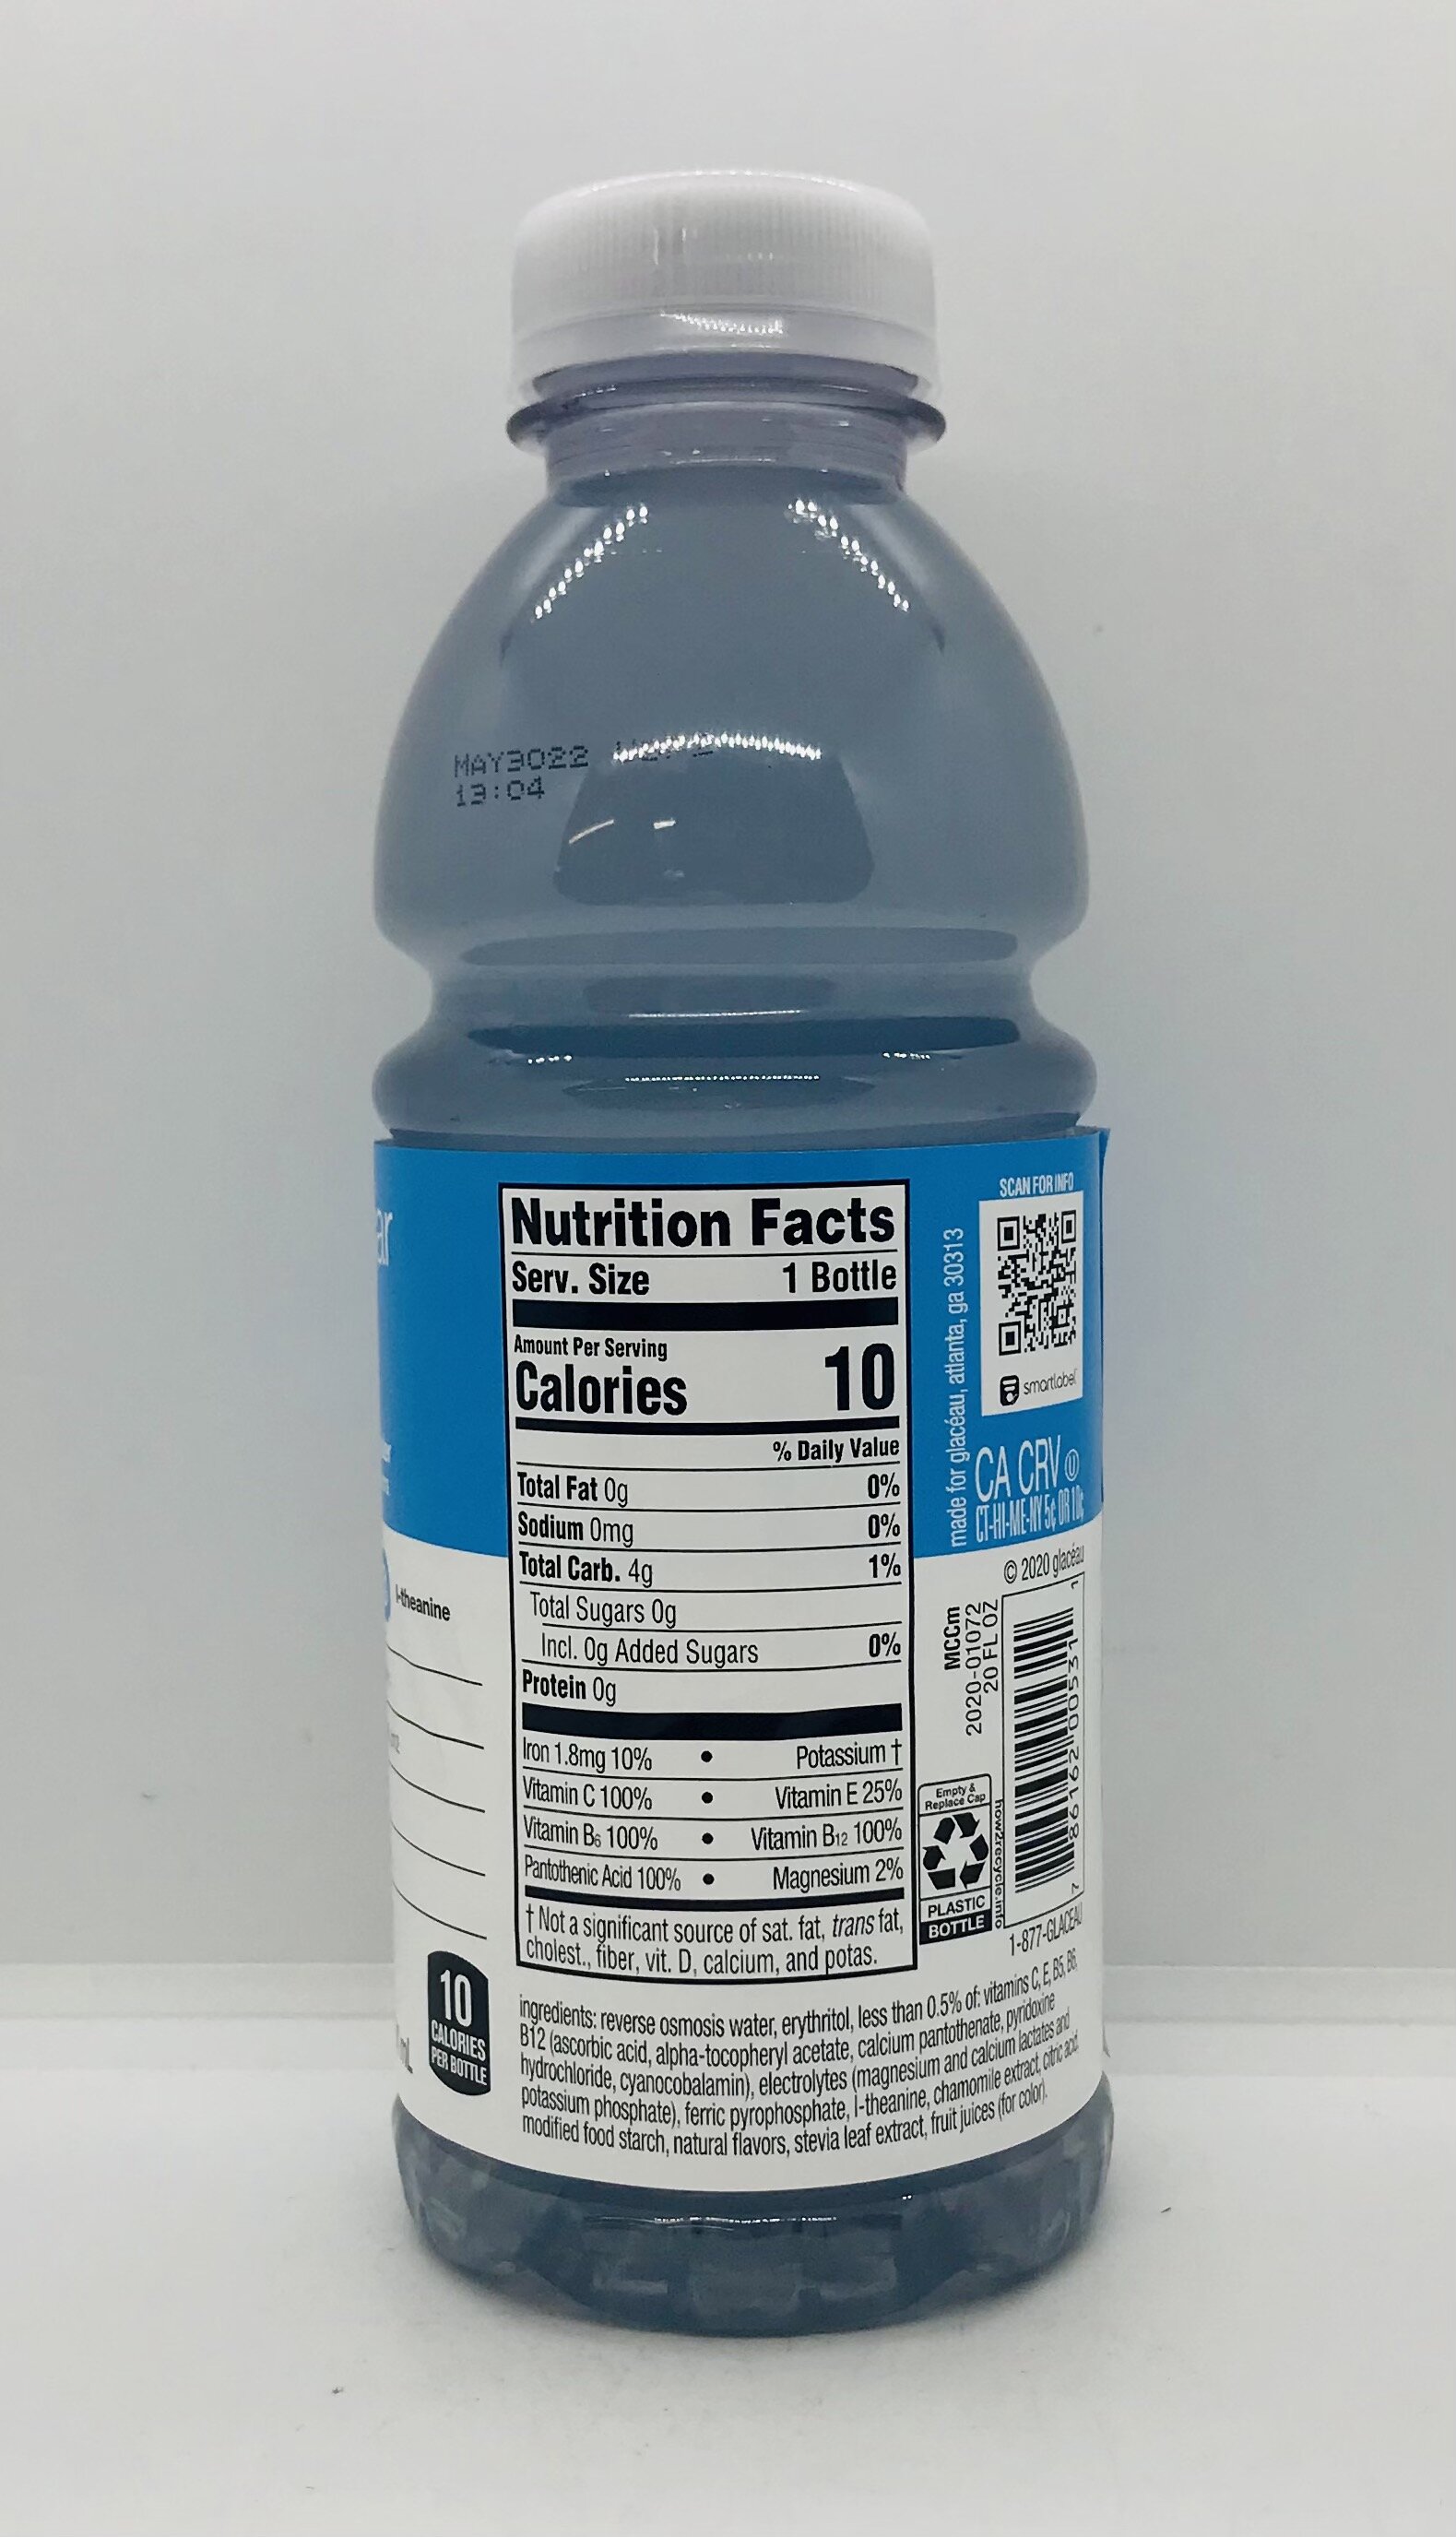 MAY3022
13:04
ar
Nutrition Facts
Serv. Size 1 Bottle
Amount Per Serving
Calories 10
% Daily Value
Total Fat 0g 0%
Sodium 0mg 0%
Total Carb. 4g 1%
Total Sugars 0g
Incl. 0g Added Sugars 0%
Protein 0g
Iron 1.8mg 10% • Potassium †
Vitamin C 100% • Vitamin E 25%
Vitamin B6 100% • Vitamin B12 100%
Pantothenic Acid 100% • Magnesium 2%
† Not a significant source of sat. fat, trans fat,
cholest., fiber, vit. D, calcium, and potas.
ingredients: reverse osmosis water, erythritol, less than 0.5% of: vitamins C, E, B5, B6,
B12 (ascorbic acid, alpha-tocopheryl acetate, calcium pantothenate, pyridoxine
hydrochloride, cyanocobalamin), electrolytes (magnesium and calcium lactates and
potassium phosphate), ferric pyrophosphate, l-theanine, chamomile extract, citric acid,
modified food starch, natural flavors, stevia leaf extract, fruit juices (for color).
l-theanine
10
CALORIES
PER BOTTLE
mL
made for glacéau, atlanta, ga 30313
SCAN FOR INFO
smartlabel
CA CRV U
CT-HI-ME-NY 5¢ OR 10¢
© 2020 glacéau
MCCm
2020-01072
20 FL OZ
7 86162 00531 1
Empty &
Replace Cap
PLASTIC
BOTTLE
how2recycle.info
1-877-GLACEAU